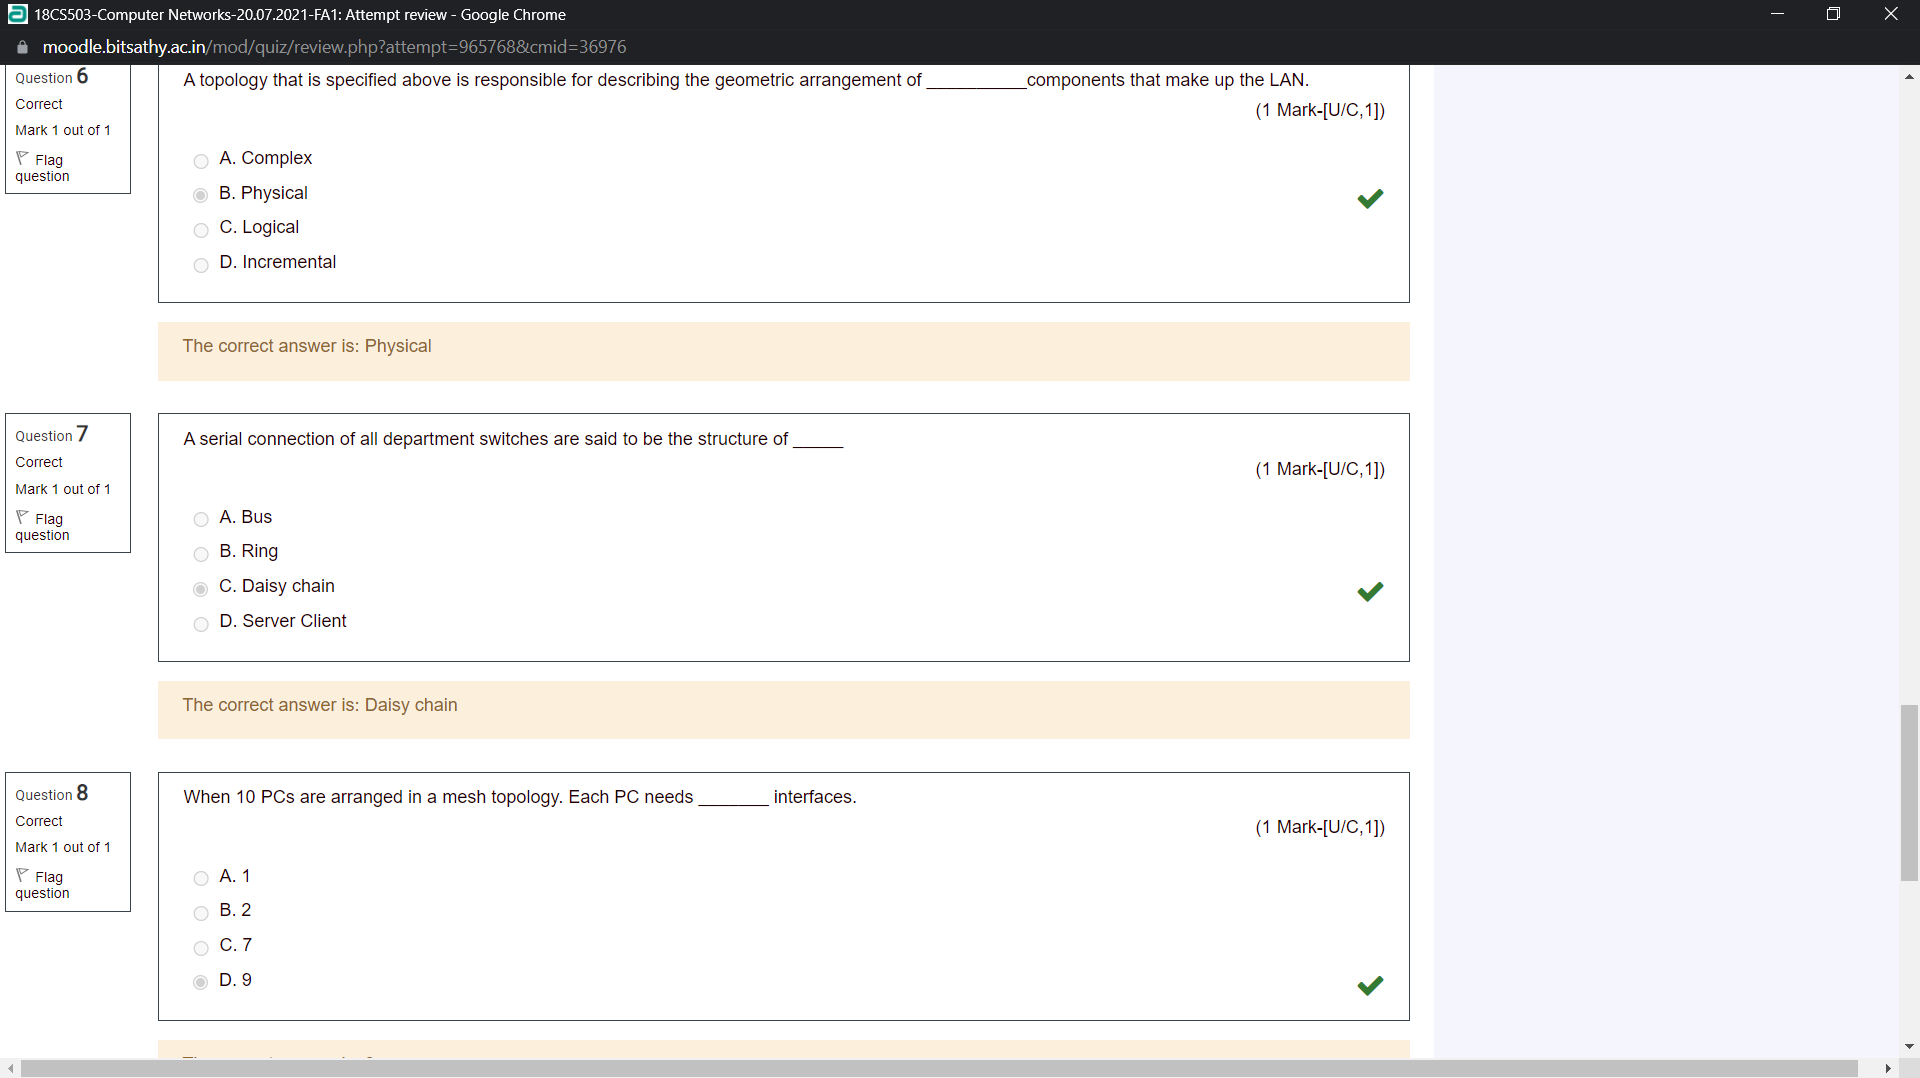 18CS503-Computer Networks-20.07.2021-FA1: Attempt review - Google Chrome
moodle.bitsathy.ac.in/mod/quiz/review.php?attempt=965768&cmid=36976
Question 6
Correct
Mark 1 out of 1
Flag
question
A topology that is specified above is responsible for describing the geometric arrangement of __________components that make up the LAN.
(1 Mark-[U/C,1])
A. Complex
B. Physical
C. Logical
D. Incremental
The correct answer is: Physical
Question 7
Correct
Mark 1 out of 1
Flag
question
A serial connection of all department switches are said to be the structure of _____
(1 Mark-[U/C,1])
A. Bus
B. Ring
C. Daisy chain
D. Server Client
The correct answer is: Daisy chain
Question 8
Correct
Mark 1 out of 1
Flag
question
When 10 PCs are arranged in a mesh topology. Each PC needs _______ interfaces.
(1 Mark-[U/C,1])
A. 1
B. 2
C. 7
D. 9